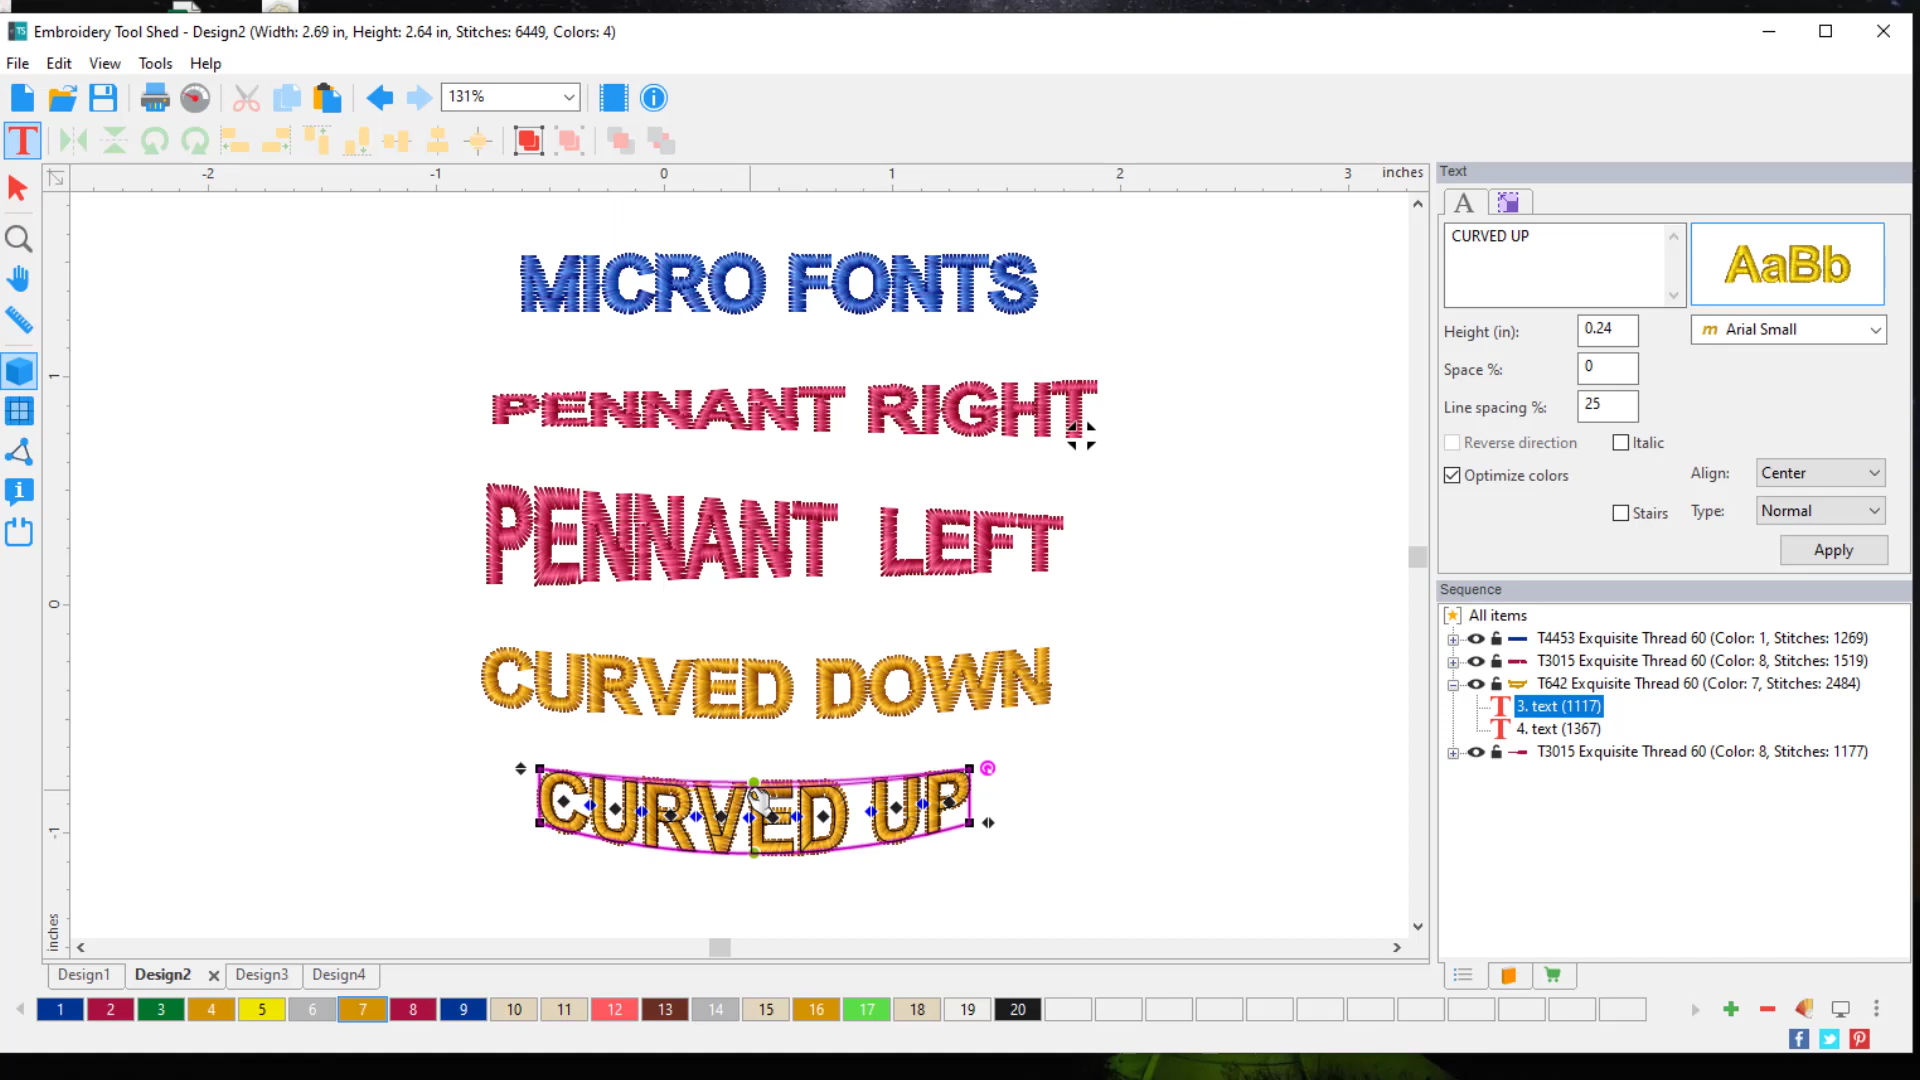 TS Embroidery Tool Shed - Design2 (Width: 2.69 in, Height: 2.64 in, Stitches: 6449, Colors: 4)
File Edit View Tools Help
131%
T
-2 -1 0 1 2 3 inches
1
0
-1
inches
MICRO FONTS
PENNANT RIGHT
PENNANT LEFT
CURVED DOWN
CURVED UP
Text
A
CURVED UP
AaBb
Height (in): 0.24
m Arial Small
Space %: 0
Line spacing %: 25
Reverse direction Italic
Optimize colors Align: Center
Stairs Type: Normal
Apply
Sequence
All items
T4453 Exquisite Thread 60 (Color: 1, Stitches: 1269)
T3015 Exquisite Thread 60 (Color: 8, Stitches: 1519)
T642 Exquisite Thread 60 (Color: 7, Stitches: 2484)
T 3. text (1117)
T 4. text (1367)
T3015 Exquisite Thread 60 (Color: 8, Stitches: 1177)
Design1 Design2 Design3 Design4
1 2 3 4 5 6 7 8 9 10 11 12 13 14 15 16 17 18 19 20